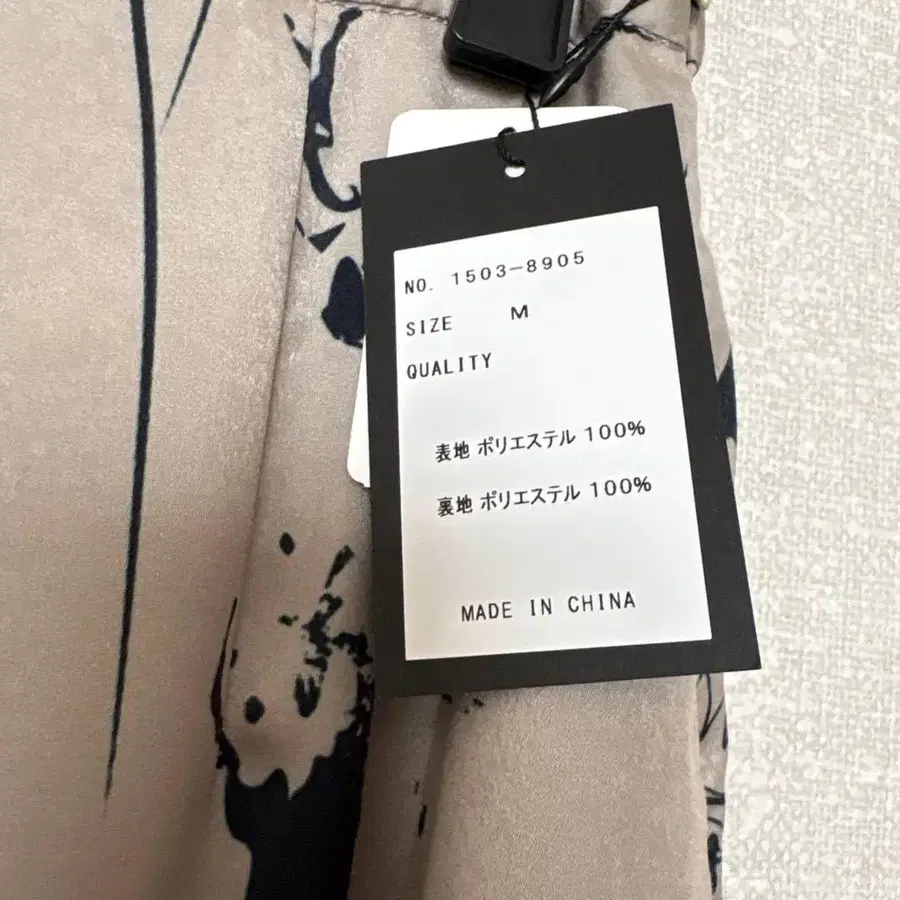 NO. 1503-8905
SIZE M
QUALITY
表地 ポリエステル 100%
裏地 ポリエステル 100%
MADE IN CHINA